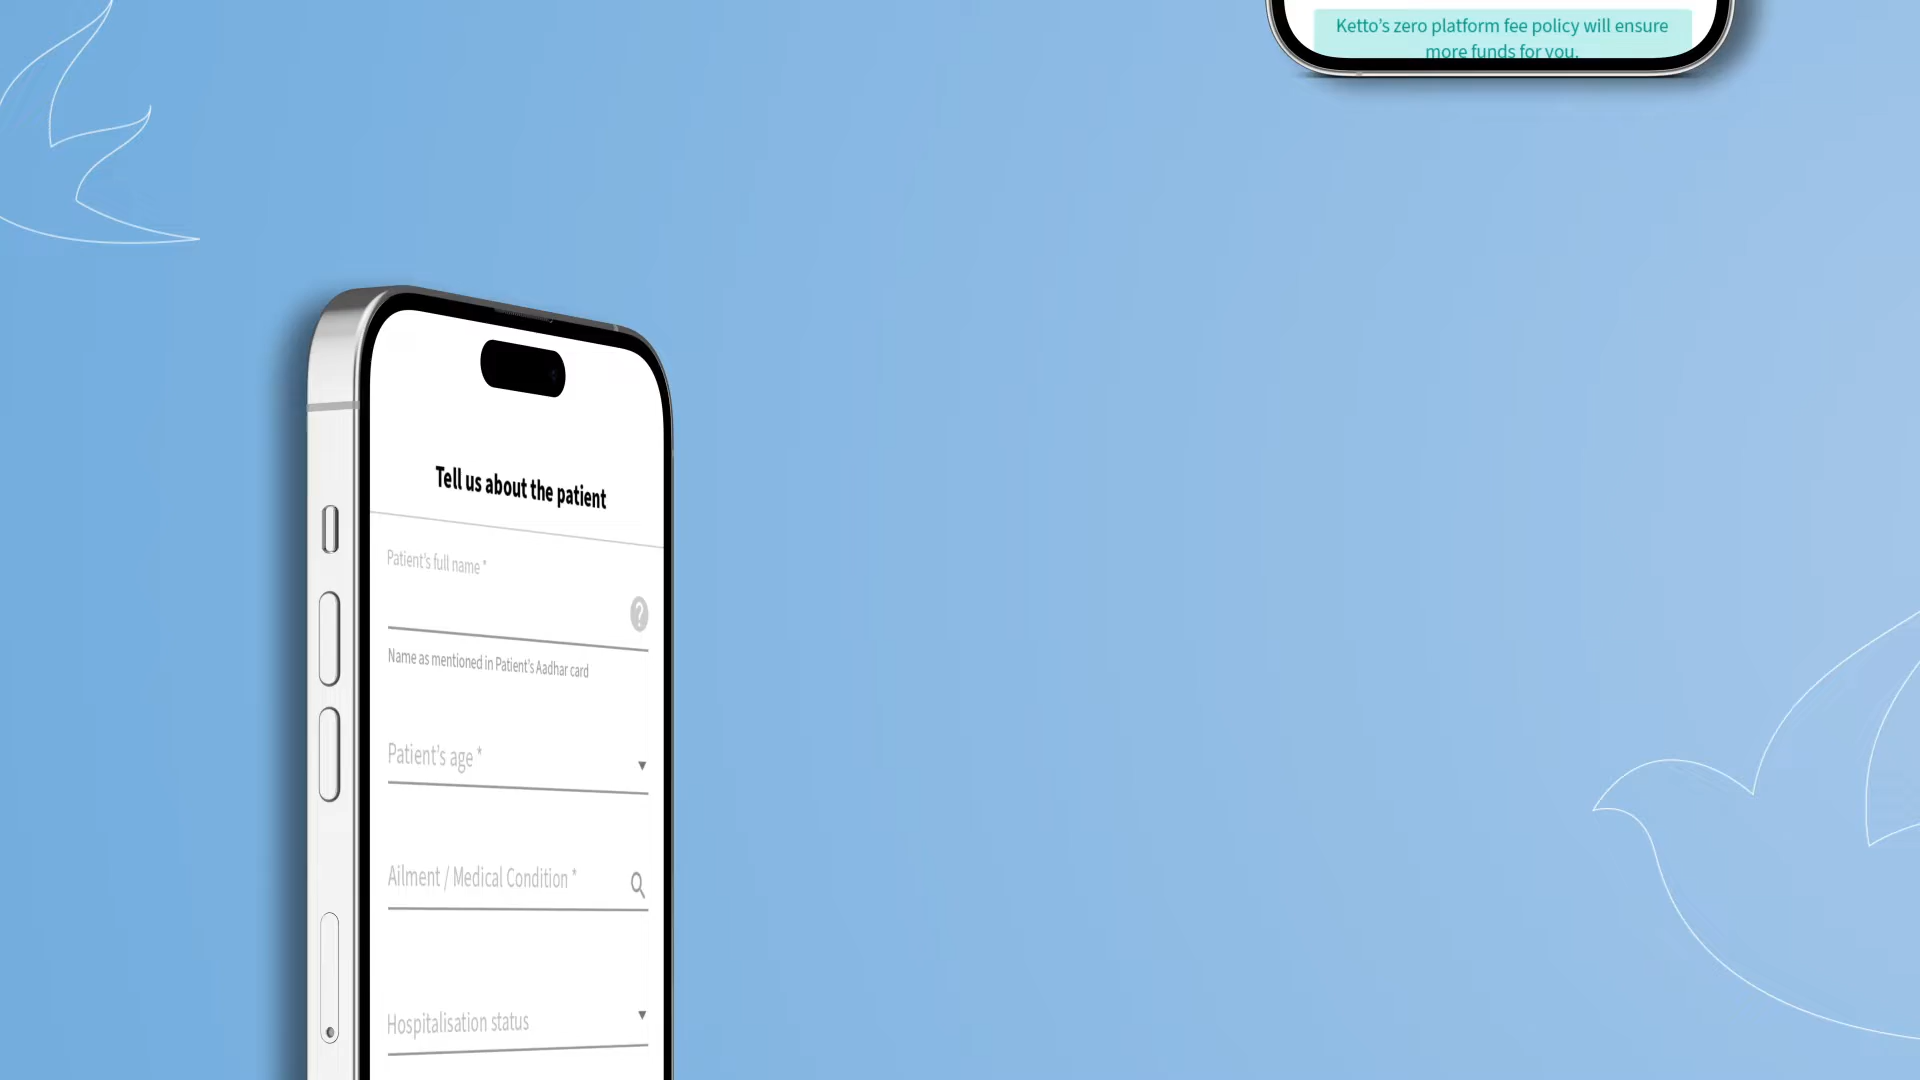 Ketto’s zero platform fee policy will ensure
more funds for you.
Tell us about the patient
Patient’s full name *
?
Name as mentioned in Patient’s Aadhar card
Patient’s age *
Ailment / Medical Condition *
Hospitalisation status